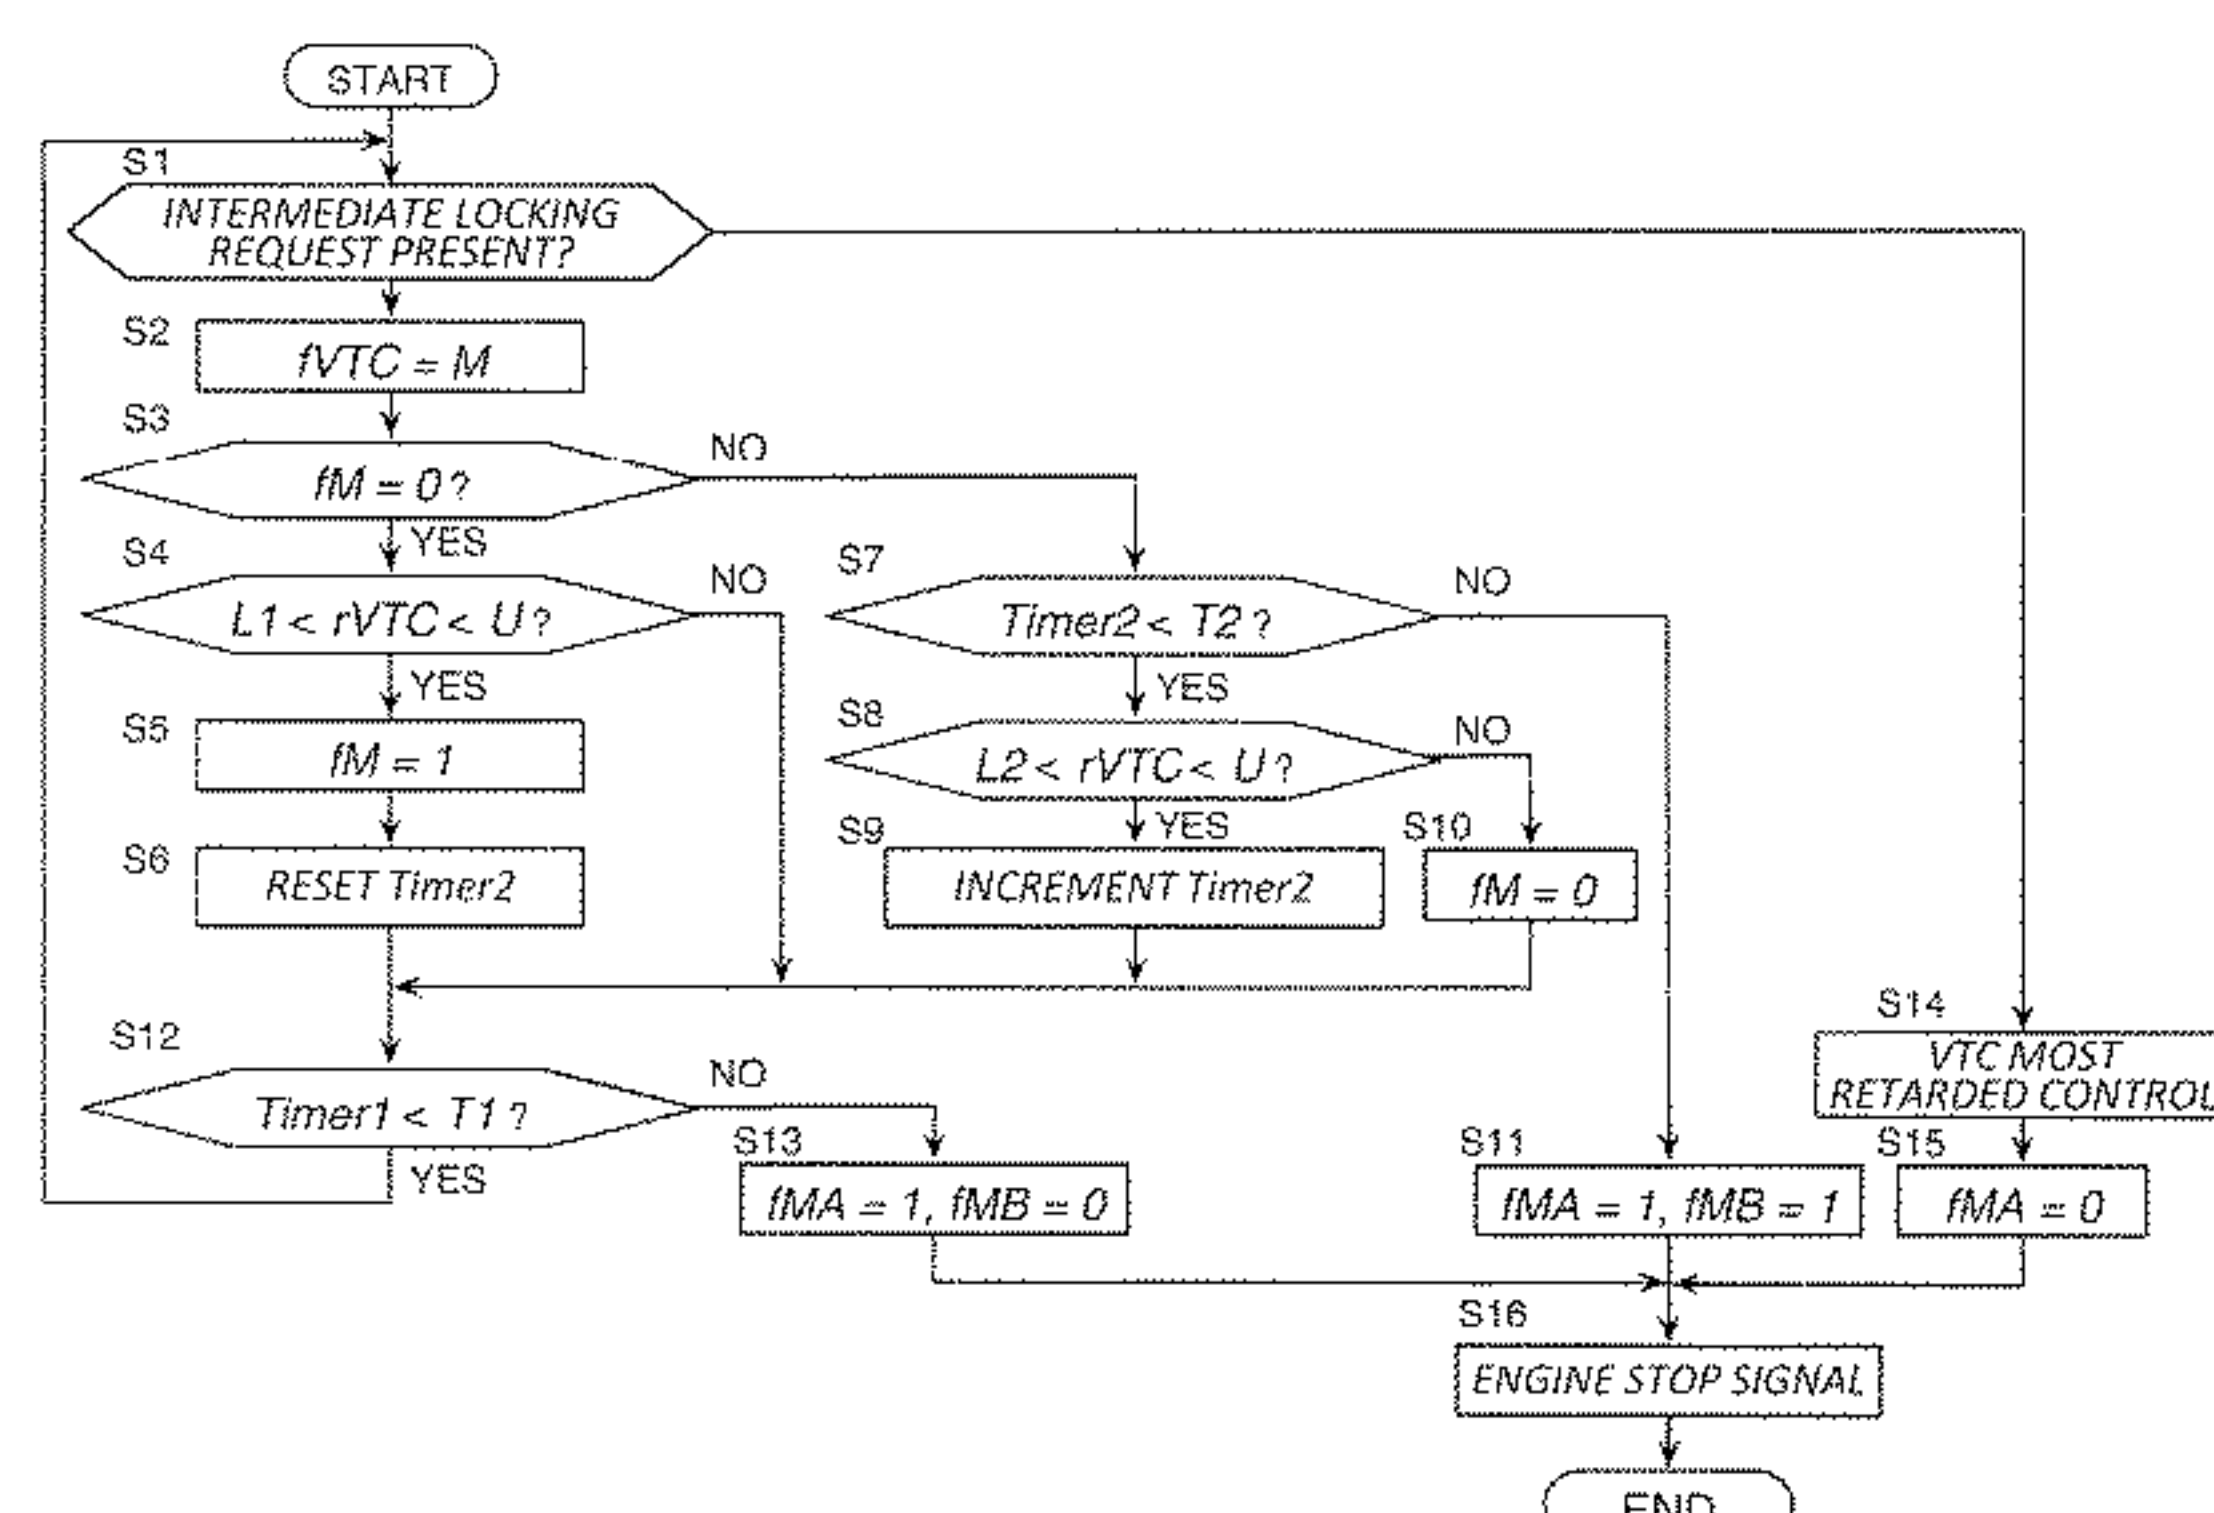 START
S1
INTERMEDIATE LOCKING
REQUEST PRESENT?
S2
fVTC = M
S3
fM = 0?
NO
YES
S4
L1 < rVTC < U?
NO
YES
S5
fM = 1
S6
RESET Timer2
S7
Timer2 < T2?
NO
YES
S8
L2 < rVTC < U?
NO
YES
S9
INCREMENT Timer2
S10
fM = 0
S12
Timer1 < T1?
NO
YES
S13
fMA = 1, fMB = 0
S11
fMA = 1, fMB = 1
S14
VTC MOST
RETARDED CONTROL
S15
fMA = 0
S16
ENGINE STOP SIGNAL
END